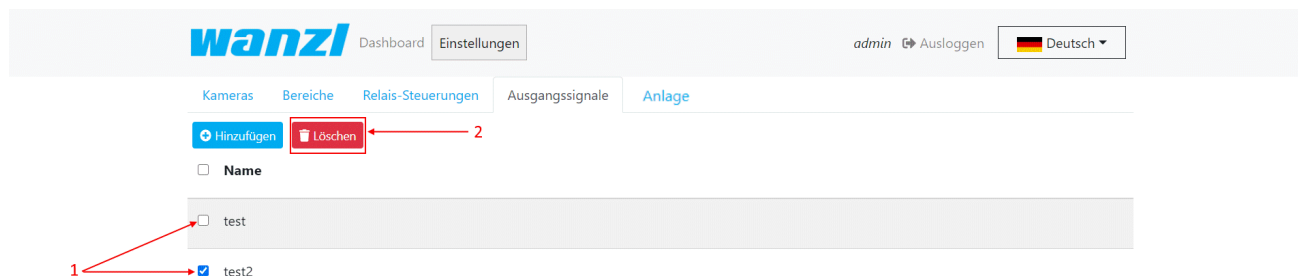 wanzl Dashboard Einstellungen admin Ausloggen Deutsch
Kameras Bereiche Relais-Steuerungen Ausgangssignale Anlage
Hinzufügen Löschen 2
Name
test
1 test2